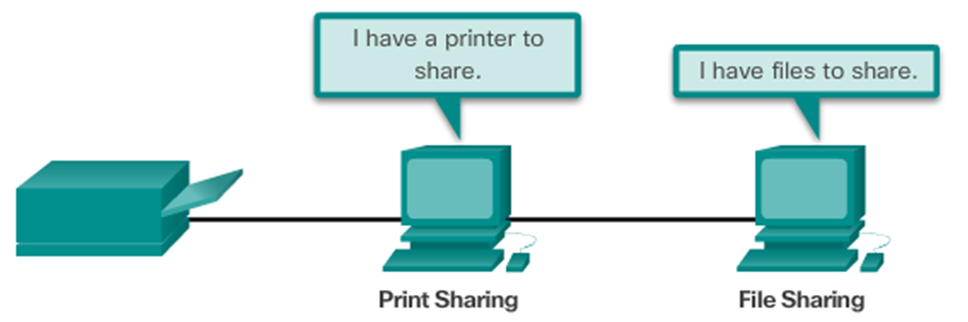 I have a printer to
share.
I have files to share.
Print Sharing
File Sharing